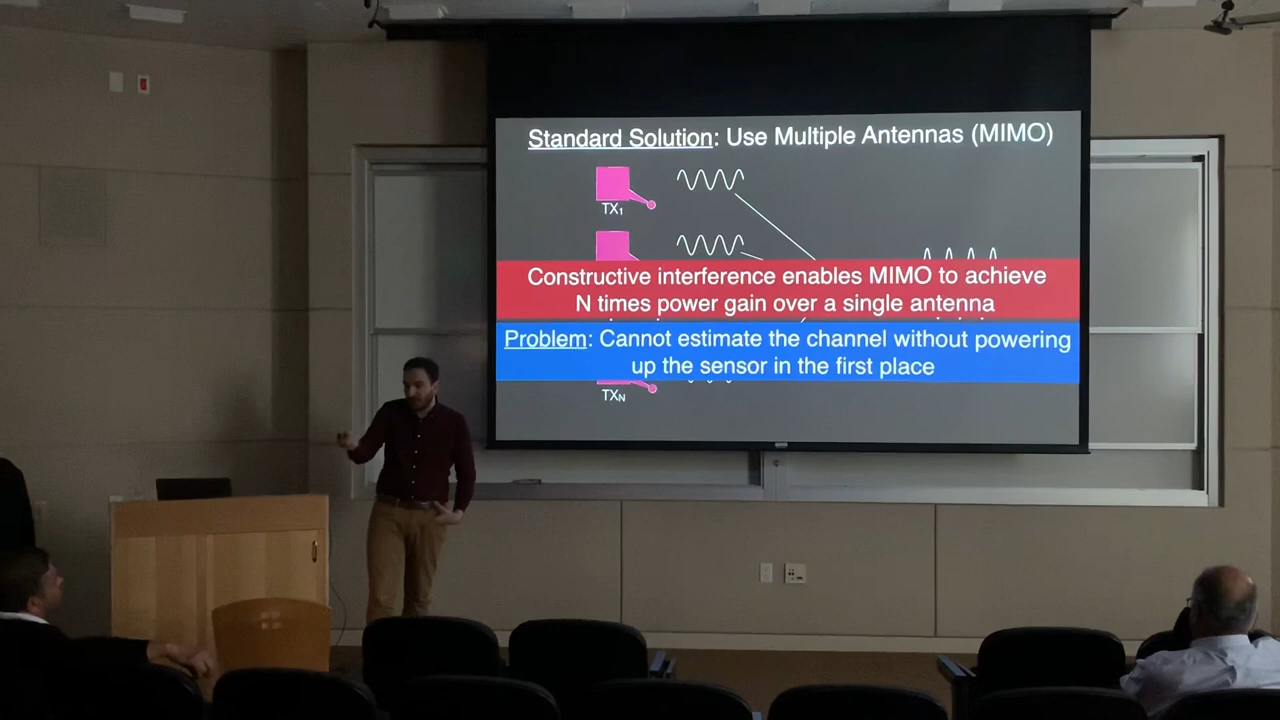 Standard Solution: Use Multiple Antennas (MIMO)
TX₁
Constructive interference enables MIMO to achieve
N times power gain over a single antenna
Problem: Cannot estimate the channel without powering
up the sensor in the first place
TXN